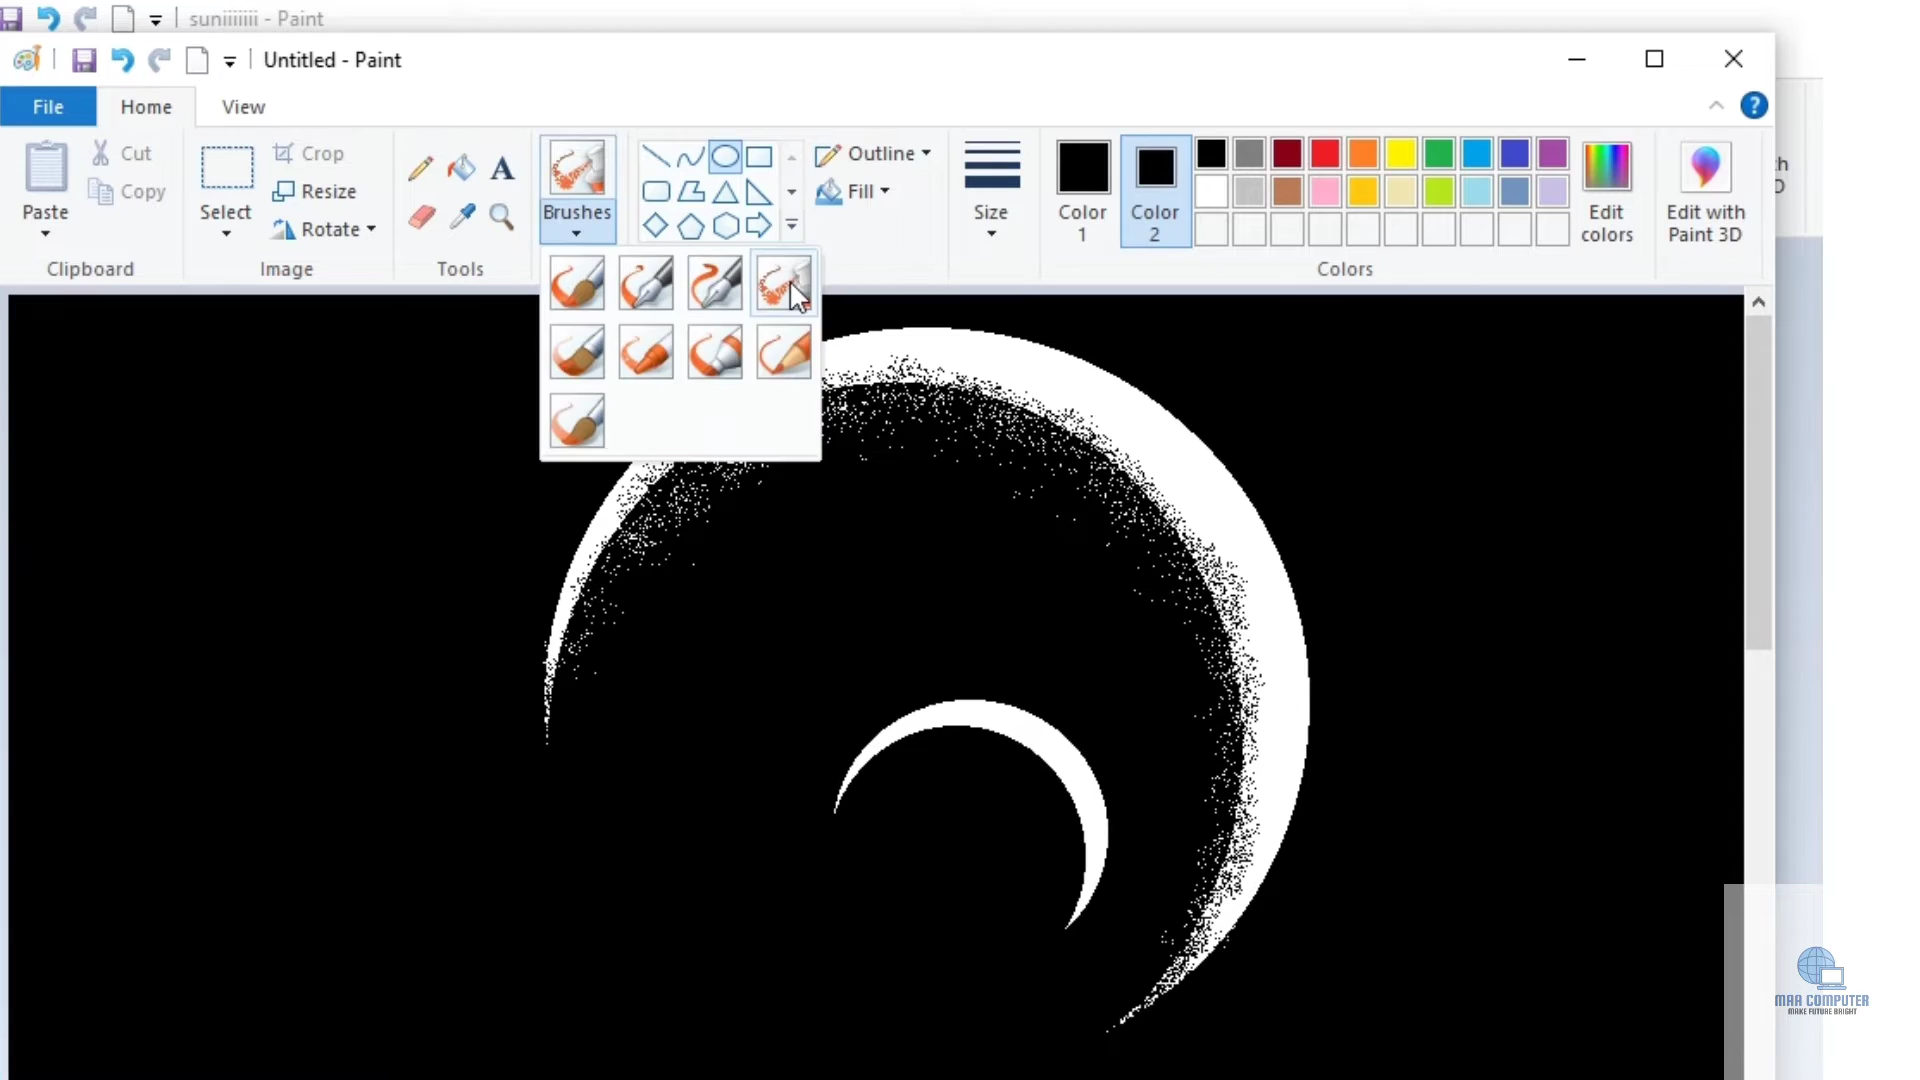 suniiiiiii - Paint
Untitled - Paint
File
Home
View
?
Paste
Cut
Copy
Clipboard
Select
Crop
Resize
Rotate
Image
A
Tools
Brushes
Outline
Fill
Size
Color
1
Color
2
Edit
colors
Colors
Edit with
Paint 3D
MAA COMPUTER
MAKE FUTURE BRIGHT